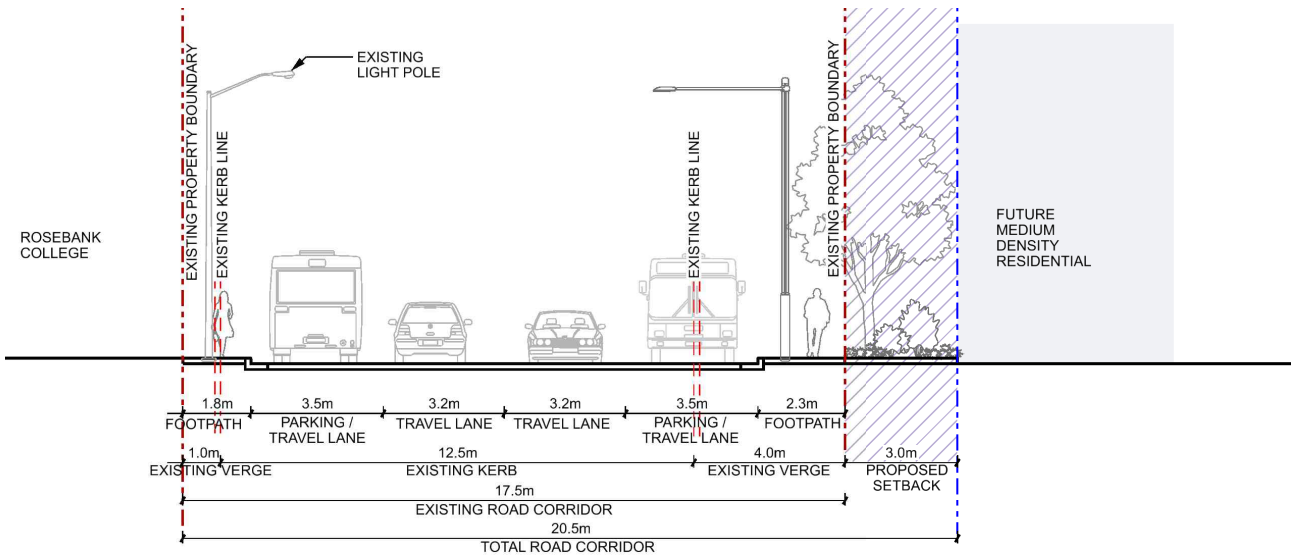 EXISTING PROPERTY BOUNDARY
EXISTING KERB LINE
EXISTING
LIGHT POLE
EXISTING KERB LINE
EXISTING PROPERTY BOUNDARY
ROSEBANK
COLLEGE
FUTURE
MEDIUM
DENSITY
RESIDENTIAL
1.8m 3.5m 3.2m 3.2m 3.5m 2.3m
FOOTPATH PARKING / TRAVEL LANE TRAVEL LANE PARKING / FOOTPATH
TRAVEL LANE TRAVEL LANE
1.0m 12.5m 4.0m 3.0m
EXISTING VERGE EXISTING KERB EXISTING VERGE PROPOSED
SETBACK
17.5m
EXISTING ROAD CORRIDOR
20.5m
TOTAL ROAD CORRIDOR